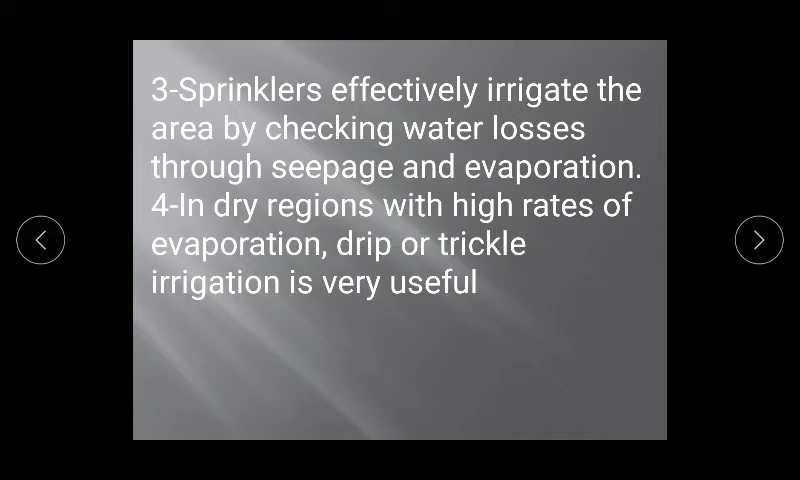 3-Sprinklers effectively irrigate the
area by checking water losses
through seepage and evaporation.
4-In dry regions with high rates of
evaporation, drip or trickle
irrigation is very useful